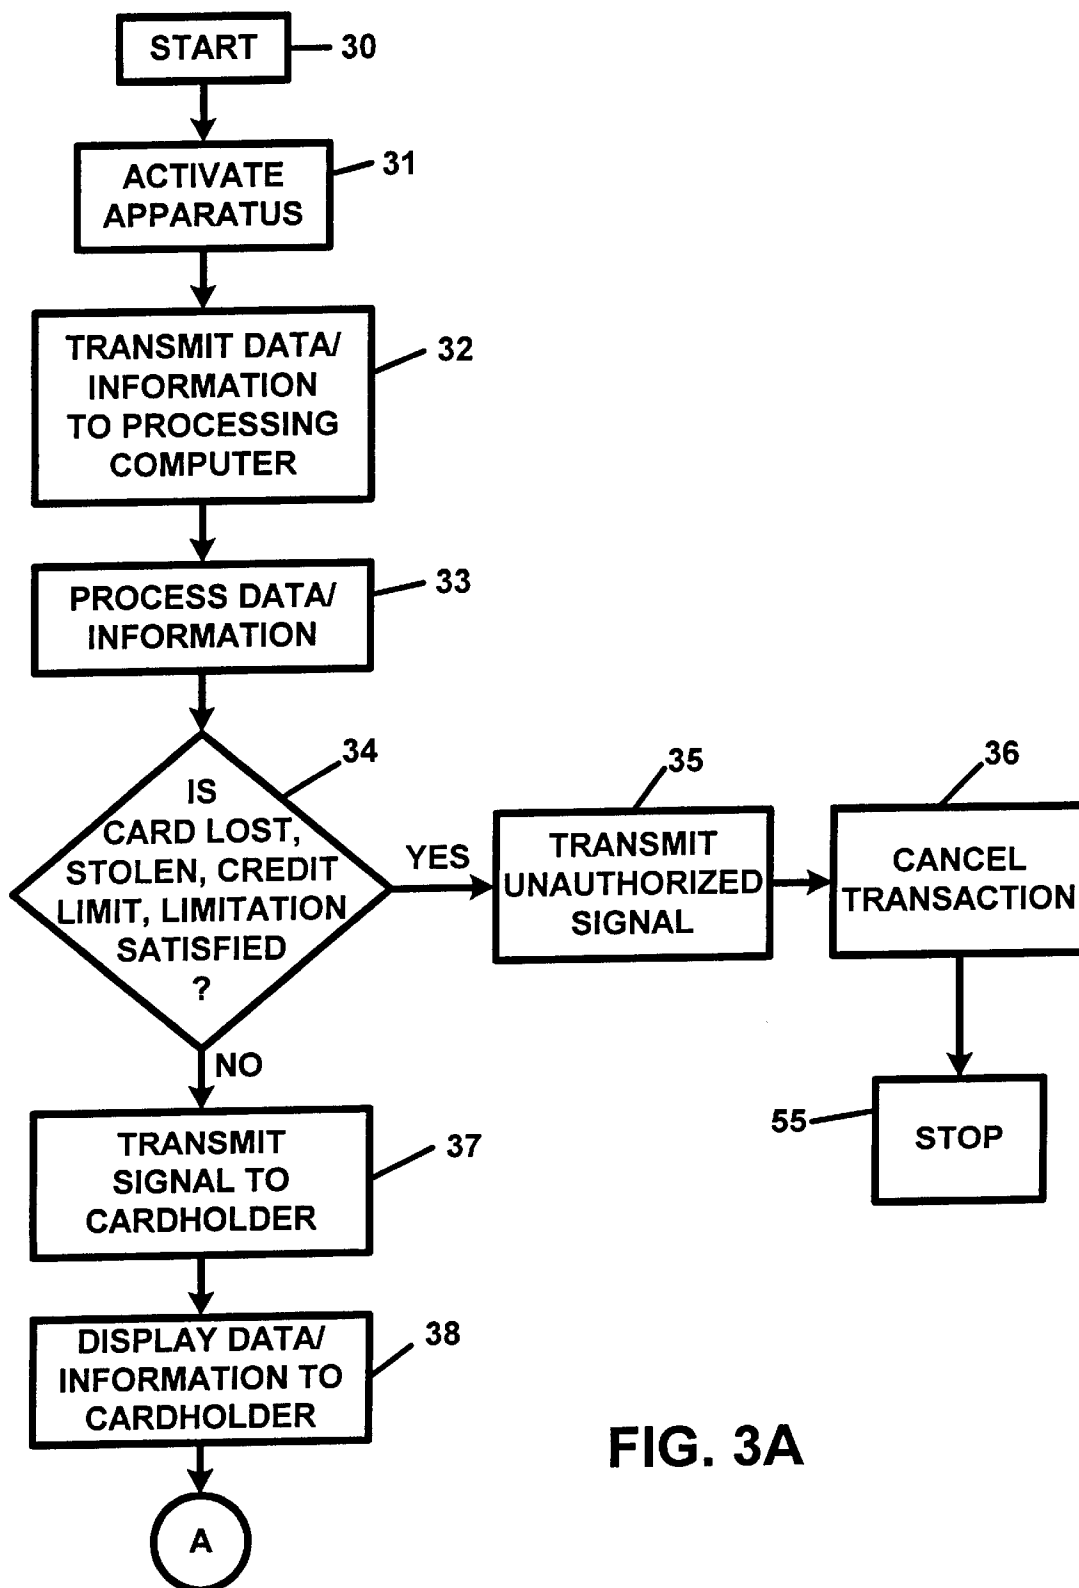 START
30
ACTIVATE
APPARATUS
31
TRANSMIT DATA/
INFORMATION
TO PROCESSING
COMPUTER
32
PROCESS DATA/
INFORMATION
33
IS
CARD LOST,
STOLEN, CREDIT
LIMIT, LIMITATION
SATISFIED
?
34
YES
TRANSMIT
UNAUTHORIZED
SIGNAL
35
CANCEL
TRANSACTION
36
STOP
55
NO
TRANSMIT
SIGNAL TO
CARDHOLDER
37
DISPLAY DATA/
INFORMATION TO
CARDHOLDER
38
A
FIG. 3A